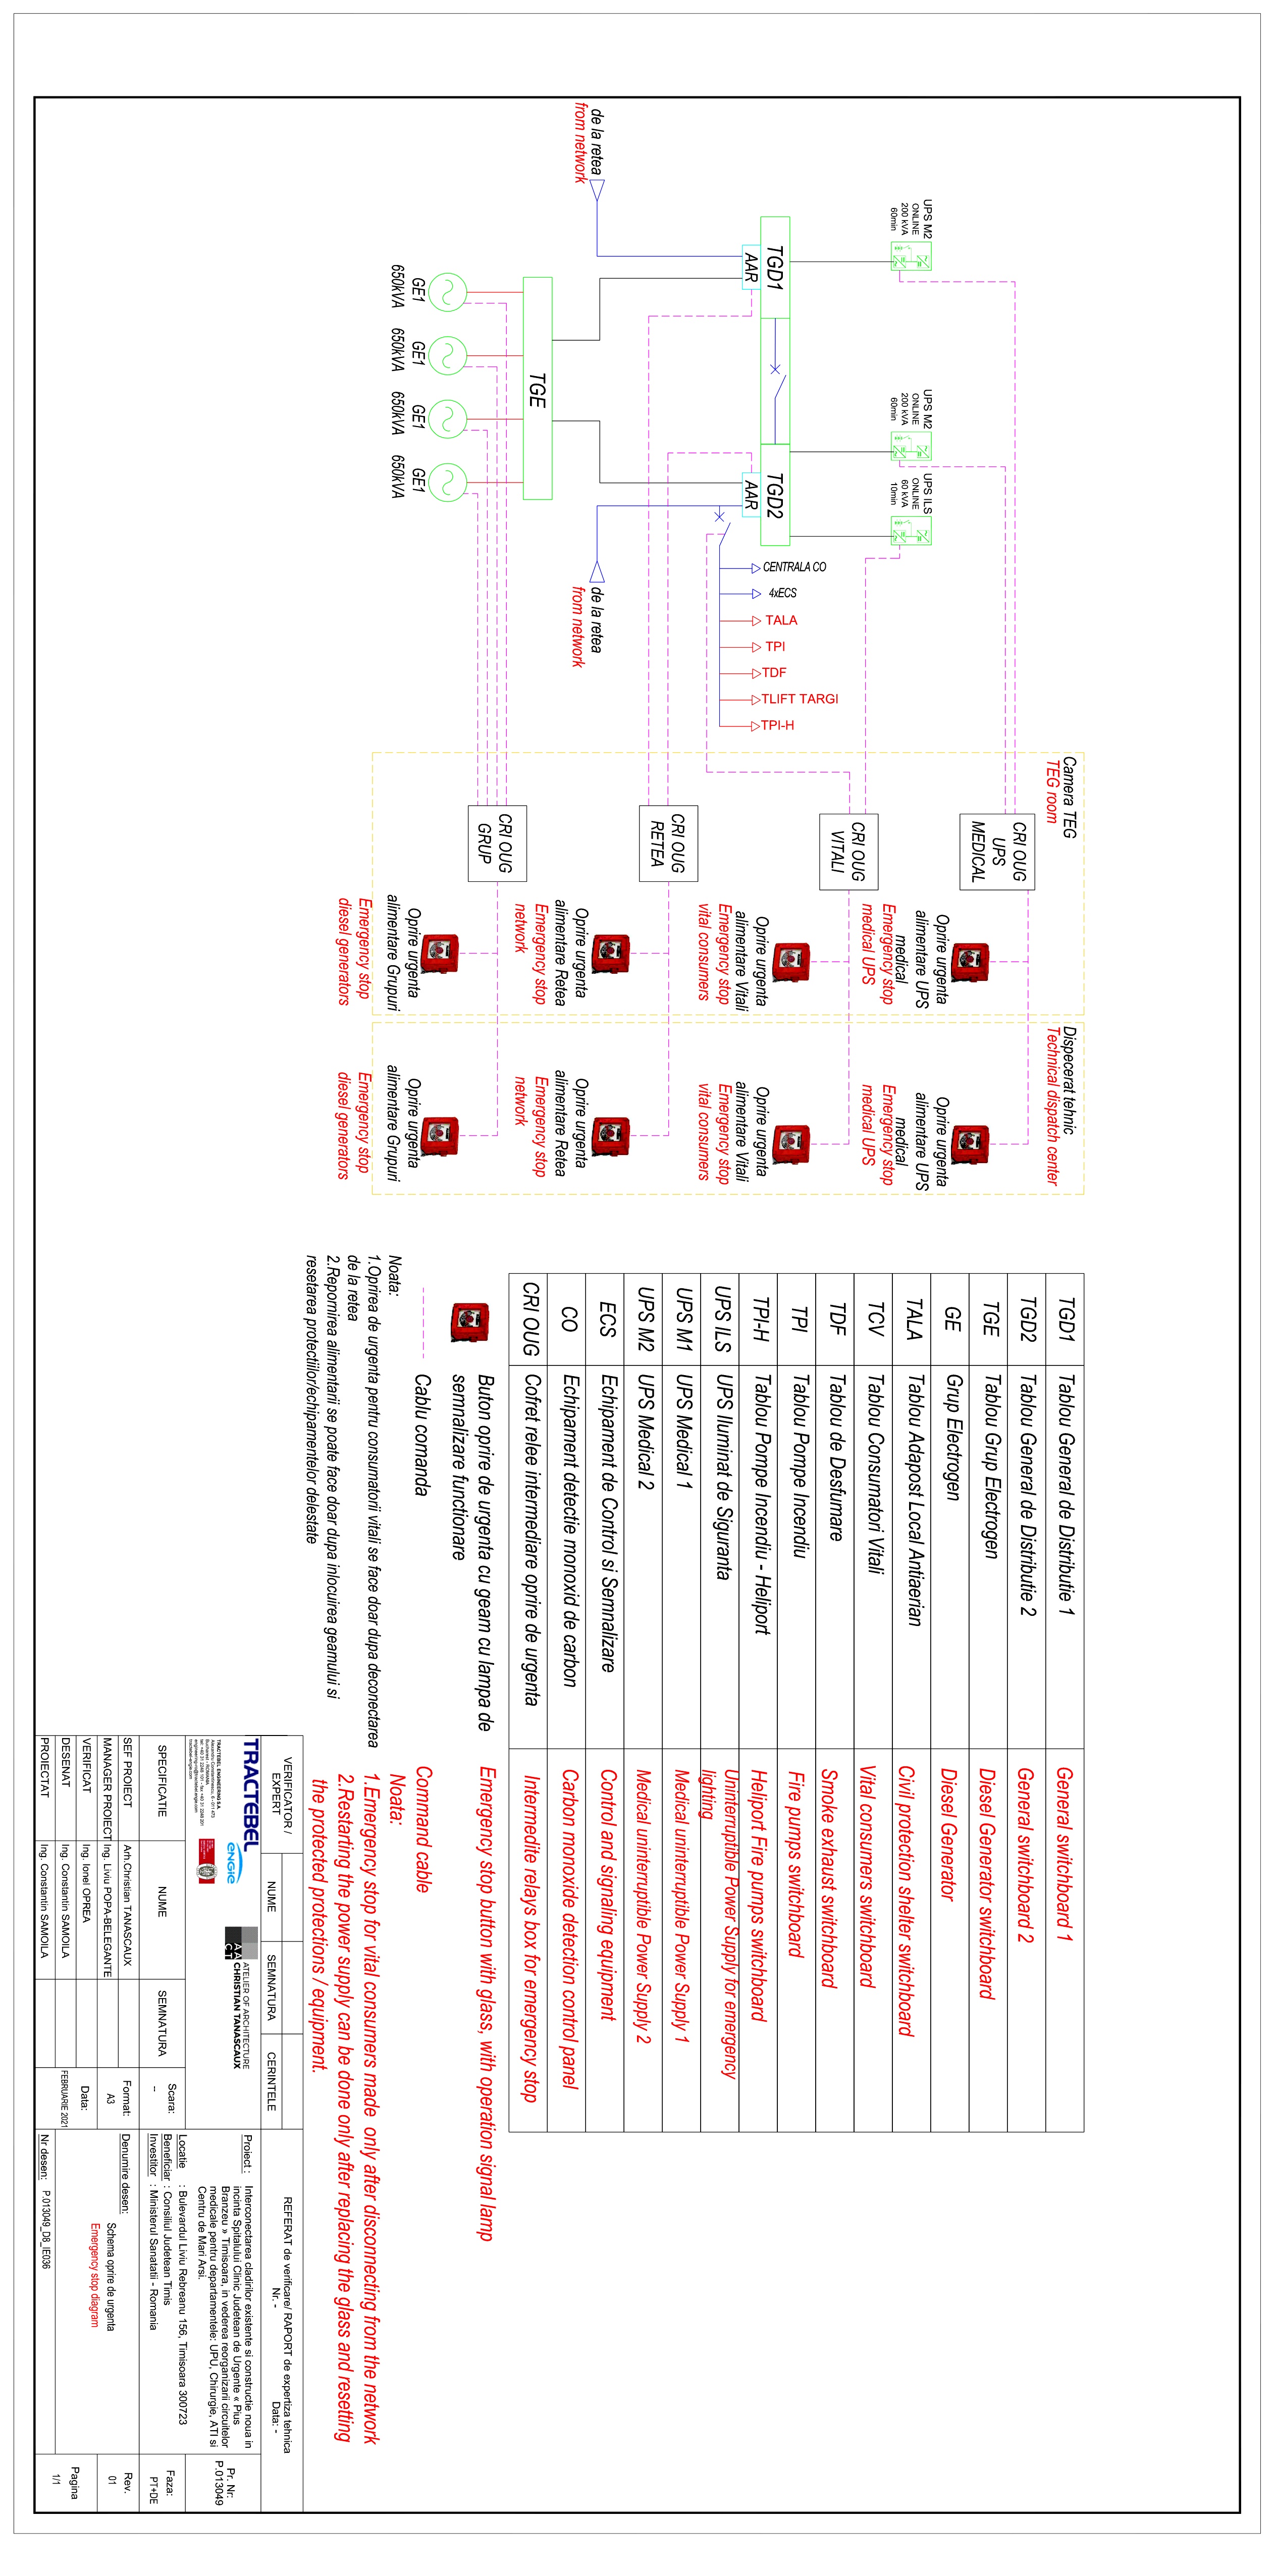 UPS M2
ONLINE
200 kVA
60min
UPS M2
ONLINE
200 kVA
60min
UPS ILS
ONLINE
60 kVA
10min
de la retea
from network
TGD1
AAR
TGD2
AAR
TGE
GE1
650kVA
GE1
650kVA
GE1
650kVA
GE1
650kVA
de la retea
from network
CENTRALA CO
4xECS
TALA
TPI
TDF
TLIFT TARGI
TPI-H
Camera TEG
TEG room
CRI OUG
UPS
MEDICAL
CRI OUG
VITALI
CRI OUG
RETEA
CRI OUG
GRUP
Oprire urgenta
alimentare UPS
medical
Emergency stop
medical UPS
Oprire urgenta
alimentare Vitali
Emergency stop
vital consumers
Oprire urgenta
alimentare Retea
Emergency stop
network
Oprire urgenta
alimentare Grupuri
Emergency stop
diesel generators
Dispecerat tehnic
Technical dispatch center
Oprire urgenta
alimentare UPS
medical
Emergency stop
medical UPS
Oprire urgenta
alimentare Vitali
Emergency stop
vital consumers
Oprire urgenta
alimentare Retea
Emergency stop
network
Oprire urgenta
alimentare Grupuri
Emergency stop
diesel generators
TGD1 Tablou General de Distributie 1 General switchboard 1
TGD2 Tablou General de Distributie 2 General switchboard 2
TGE Tablou Grup Electrogen Diesel Generator switchboard
GE Grup Electrogen Diesel Generator
TALA Tablou Adapost Local Antiaerian Civil protection shelter switchboard
TCV Tablou Consumatori Vitali Vital consumers switchboard
TDF Tablou de Desfumare Smoke exhaust switchboard
TPI Tablou Pompe Incendiu Fire pumps switchboard
TPI-H Tablou Pompe Incendiu - Heliport Heliport Fire pumps switchboard
UPS ILS UPS Iluminat de Siguranta Uninterruptible Power Supply for emergency
lighting
UPS M1 UPS Medical 1 Medical uninterruptible Power Supply 1
UPS M2 UPS Medical 2 Medical uninterruptible Power Supply 2
ECS Echipament de Control si Semnalizare Control and signaling equipment
CO Echipament detectie monoxid de carbon Carbon monoxide detection control panel
CRI OUG Cofret relee intermediare oprire de urgenta Intermedite relays box for emergency stop
Buton oprire de urgenta cu geam cu lampa de
semnalizare functionare
Emergency stop button with glass, with operation signal lamp
Cablu comanda
Command cable
Noata:
1.Oprirea de urgenta pentru consumatorii vitali se face doar dupa deconectarea
de la retea
2.Repornirea alimentarii se poate face doar dupa inlocuirea geamului si
resetarea protectiilor/echipamentelor delestate
Noata:
1.Emergency stop for vital consumers made only after disconnecting from the network
2.Restarting the power supply can be done only after replacing the glass and resetting
the protected protections / equipment.
VERIFICATOR /
EXPERT
NUME
SEMNATURA
CERINTELE
REFERAT de verificare/ RAPORT de expertiza tehnica
Nr. -
Data: -
TRACTEBEL
TRACTEBEL ENGINEERING S.A.
Bucharest - ROMANIA
tractebel-engie.com
ENGIE
ATELIER OF ARCHITECTURE
CHRISTIAN TANASCAUX
Proiect : Interconectarea cladirilor existente si constructie noua in
incinta Spitalului Clinic Judetean de Urgente « Pius
Branzeu » Timisoara, in vederea reorganizarii circuitelor
medicale pentru departamentele: UPU, Chirurgie, ATI si
Centru de Mari Arsi.
Locatie : Bulevardul Liviu Rebreanu 156, Timisoara 300723
Beneficiar : Consiliul Judetean Timis
Investitor : Ministerul Sanatatii - Romania
Pr. Nr:
P.013049
SPECIFICATIE
NUME
SEMNATURA
Scara:
--
Faza:
PT+DE
SEF PROIECT Arh.Christian TANASCAUX
MANAGER PROIECT Ing. Liviu POPA-BELEGANTE
VERIFICAT Ing. Ionel OPREA
DESENAT Ing. Constantin SAMOILA
PROIECTAT Ing. Constantin SAMOILA
Format:
A3
Data:
FEBRUARIE 2021
Denumire desen:
Schema oprire de urgenta
Emergency stop diagram
Rev.
01
Nr desen: P.013049_D8_IE036
Pagina
1/1